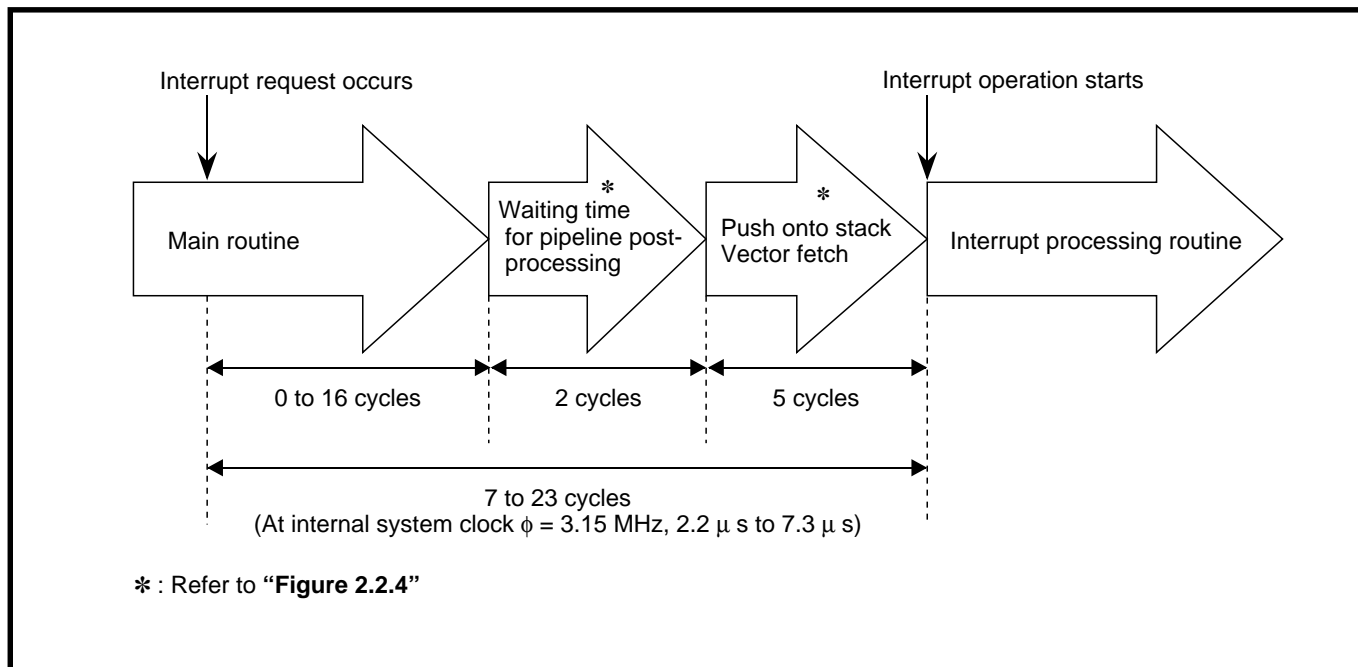 Interrupt request occurs
Interrupt operation starts
Main routine
✻
Waiting time
for pipeline post-
processing
✻
Push onto stack
Vector fetch
Interrupt processing routine
0 to 16 cycles
2 cycles
5 cycles
7 to 23 cycles
(At internal system clock ϕ = 3.15 MHz, 2.2 μ s to 7.3 μ s)
✻ : Refer to “Figure 2.2.4”